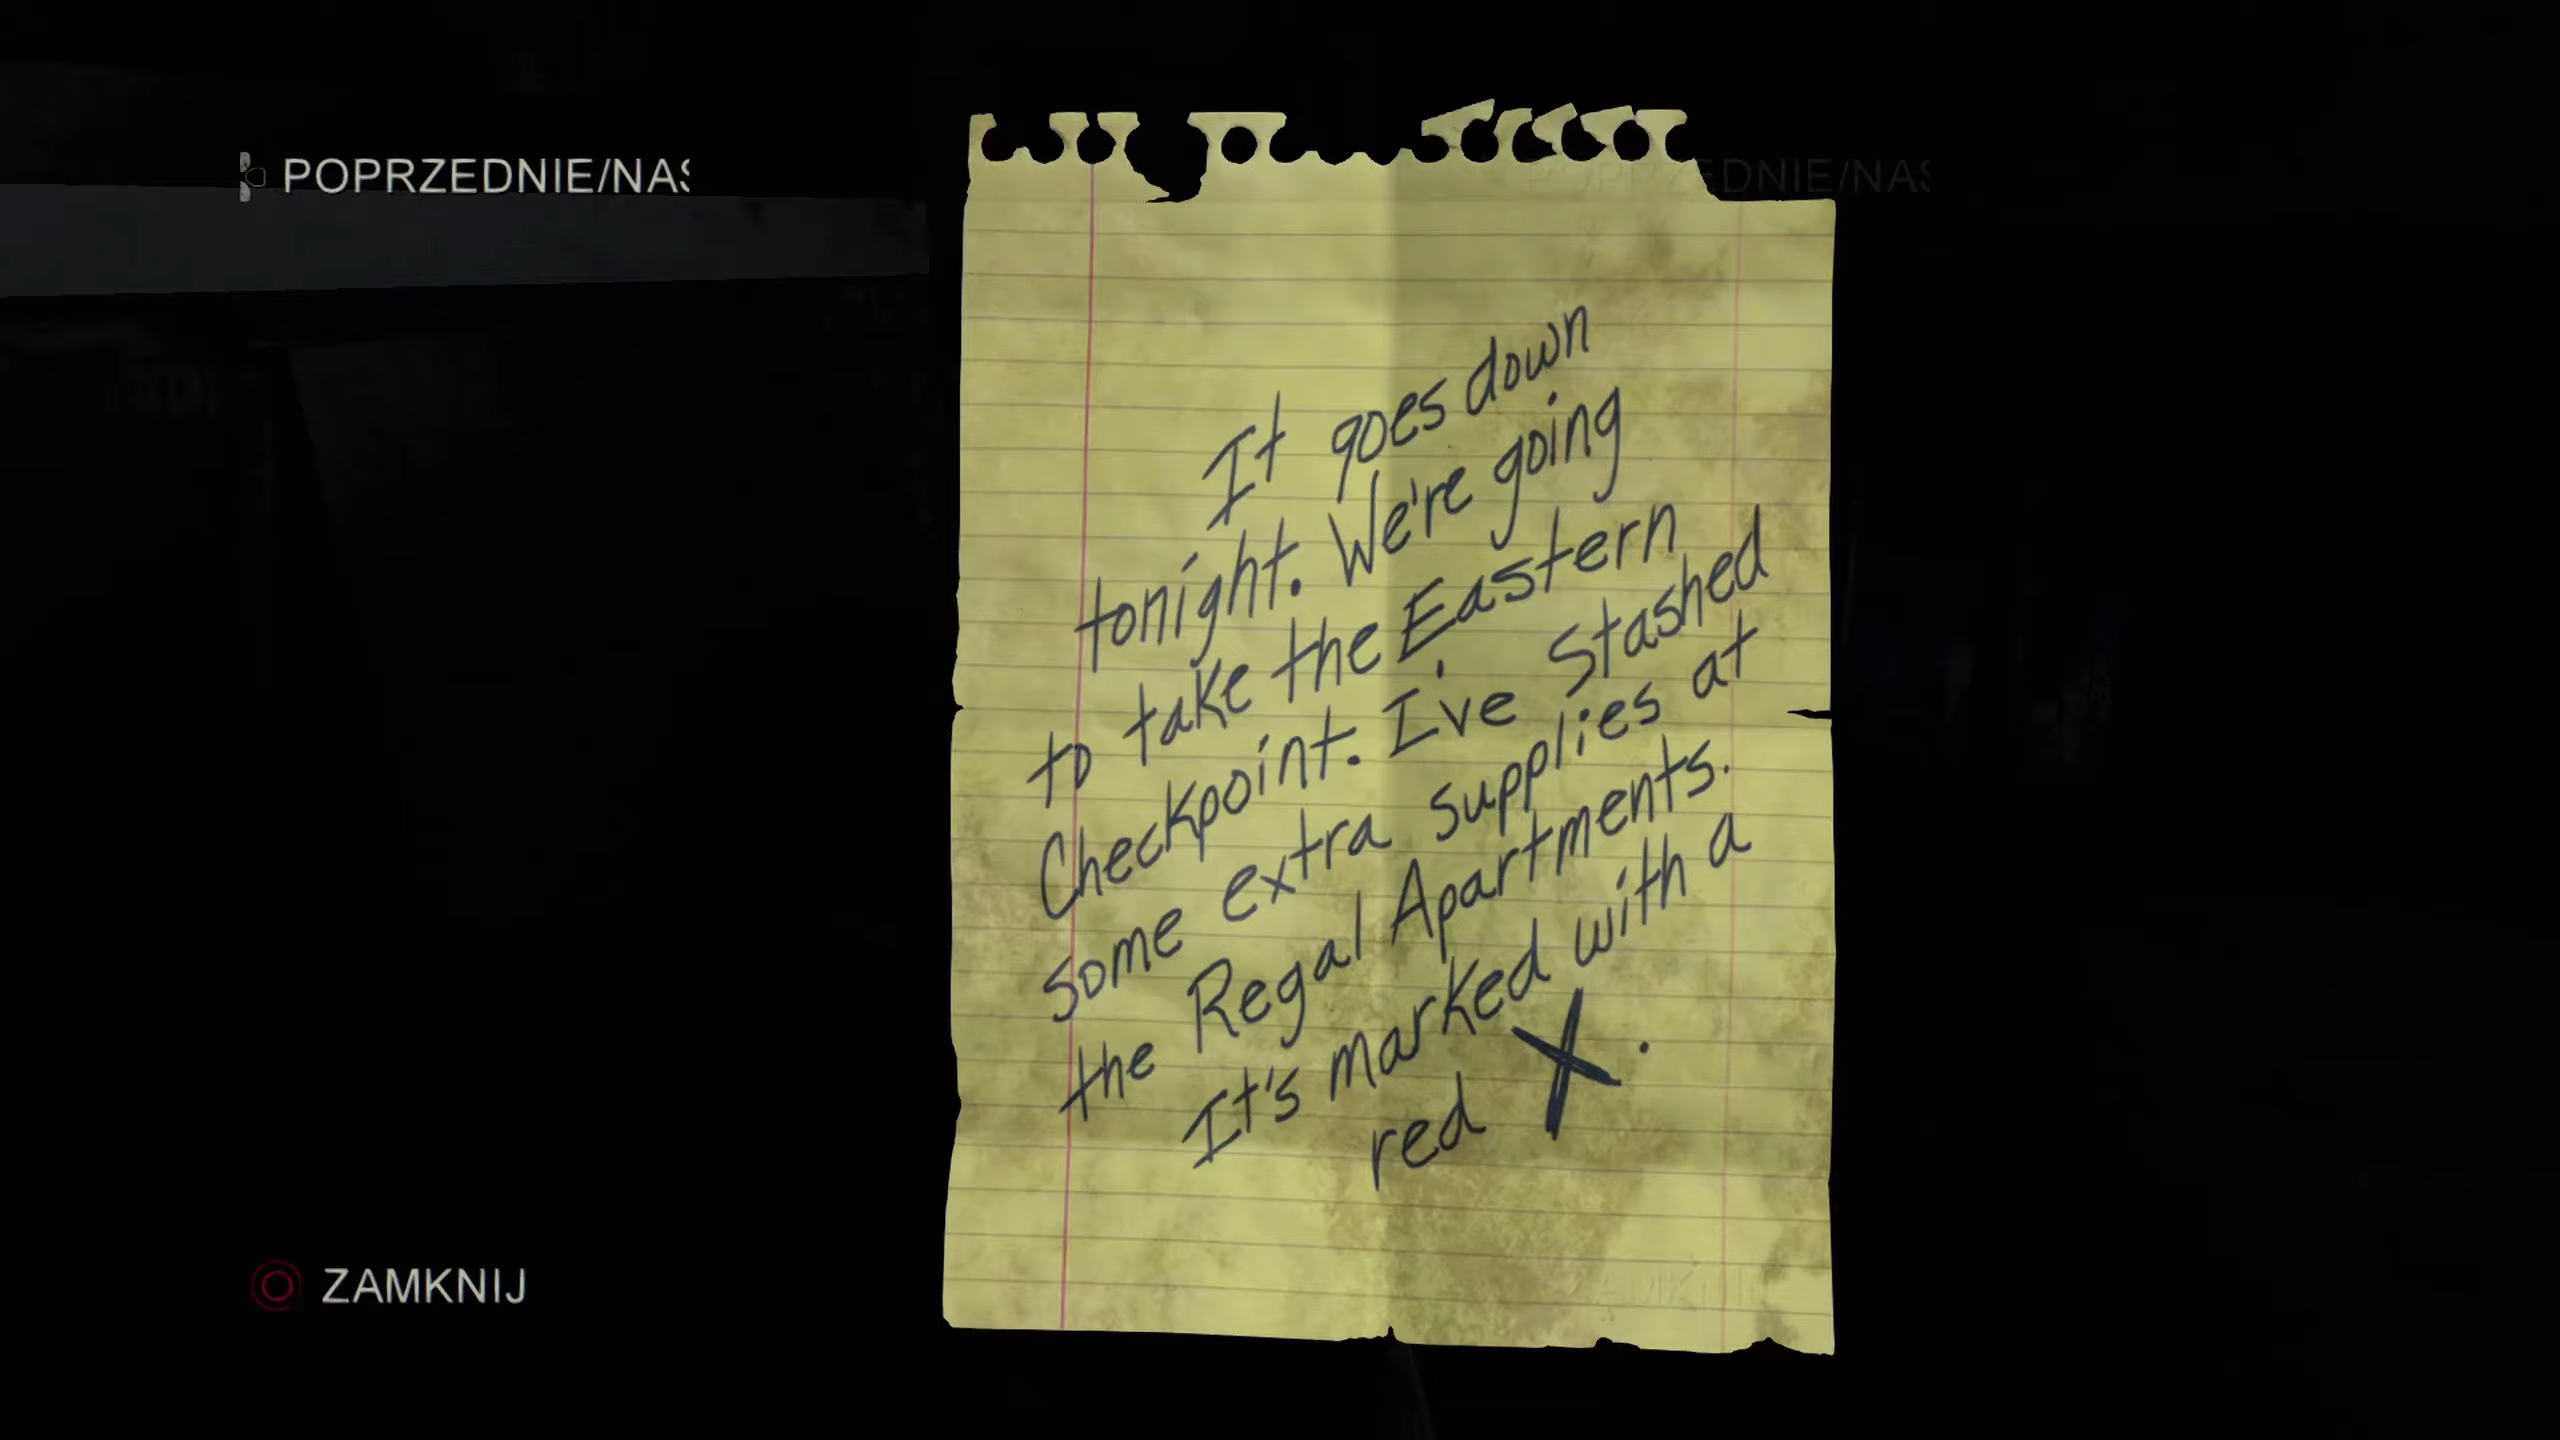 POPRZEDNIE/NAS
It goes down
tonight. We're going
to take the Eastern
Checkpoint. I've Stashed
some extra supplies at
the Regal Apartments.
It's marked with a
red X.
ZAMKNIJ